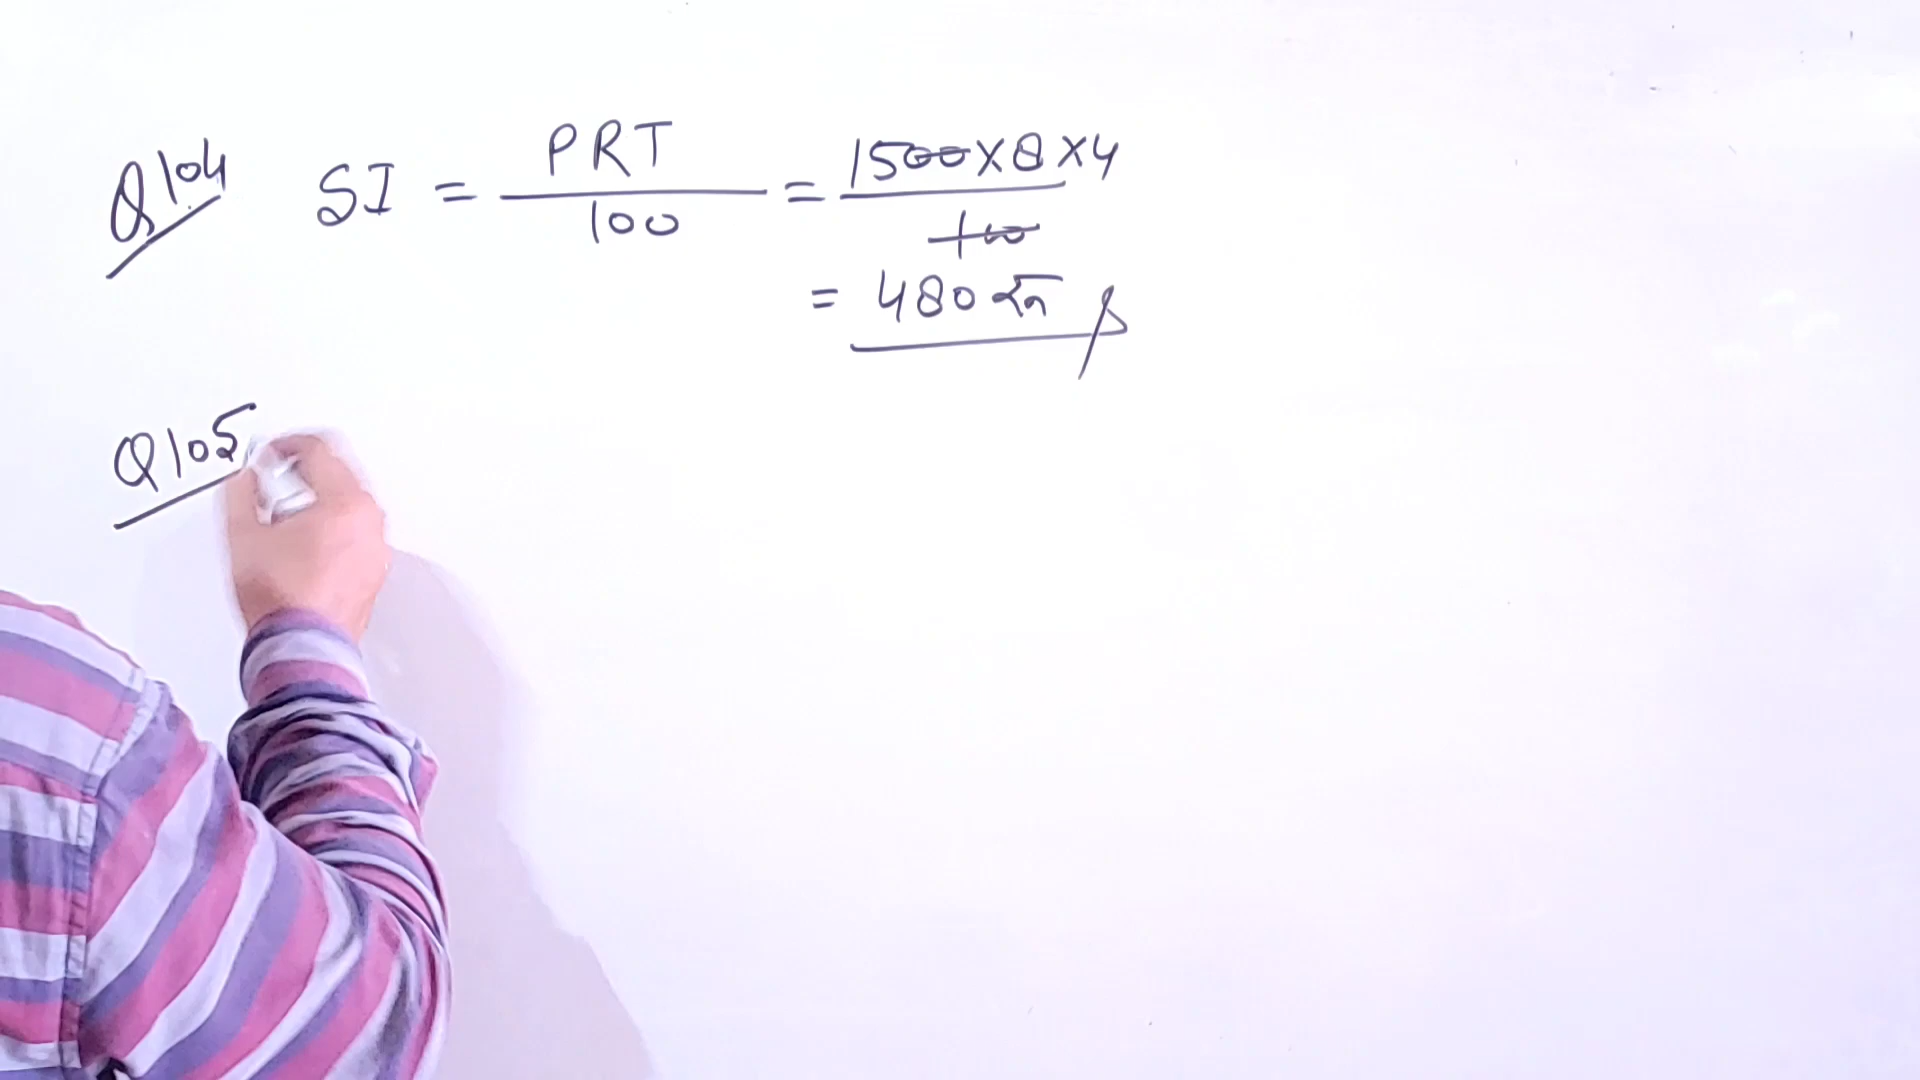 Q104 SI = PRT/100 = 1500×8×4/100
= 480 रू
Q105